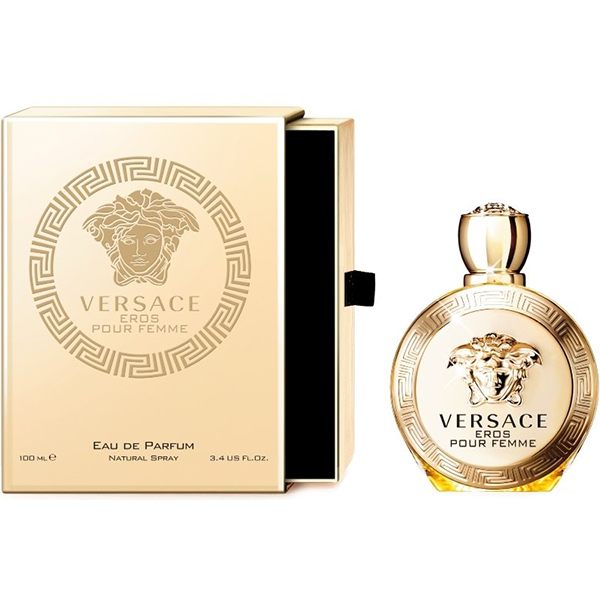 VERSACE
EROS
POUR FEMME
EAU DE PARFUM
100 ML ℮ NATURAL SPRAY 3.4 US FL.OZ.
VERSACE
EROS
POUR FEMME